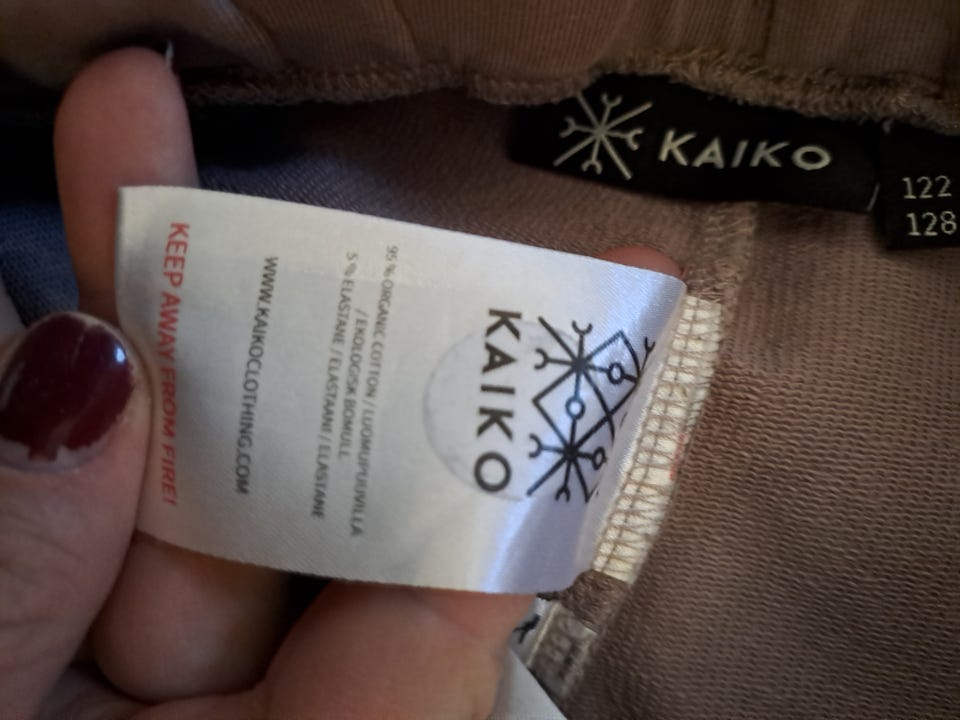 KAIKO
122
128
KAIKO
95 % ORGANIC COTTON / LUOMUPUUVILLA
/ EKOLOGISK BOMULL
5 % ELASTANE / ELASTAANI / ELASTANE
WWW.KAIKOCLOTHING.COM
KEEP AWAY FROM FIRE!